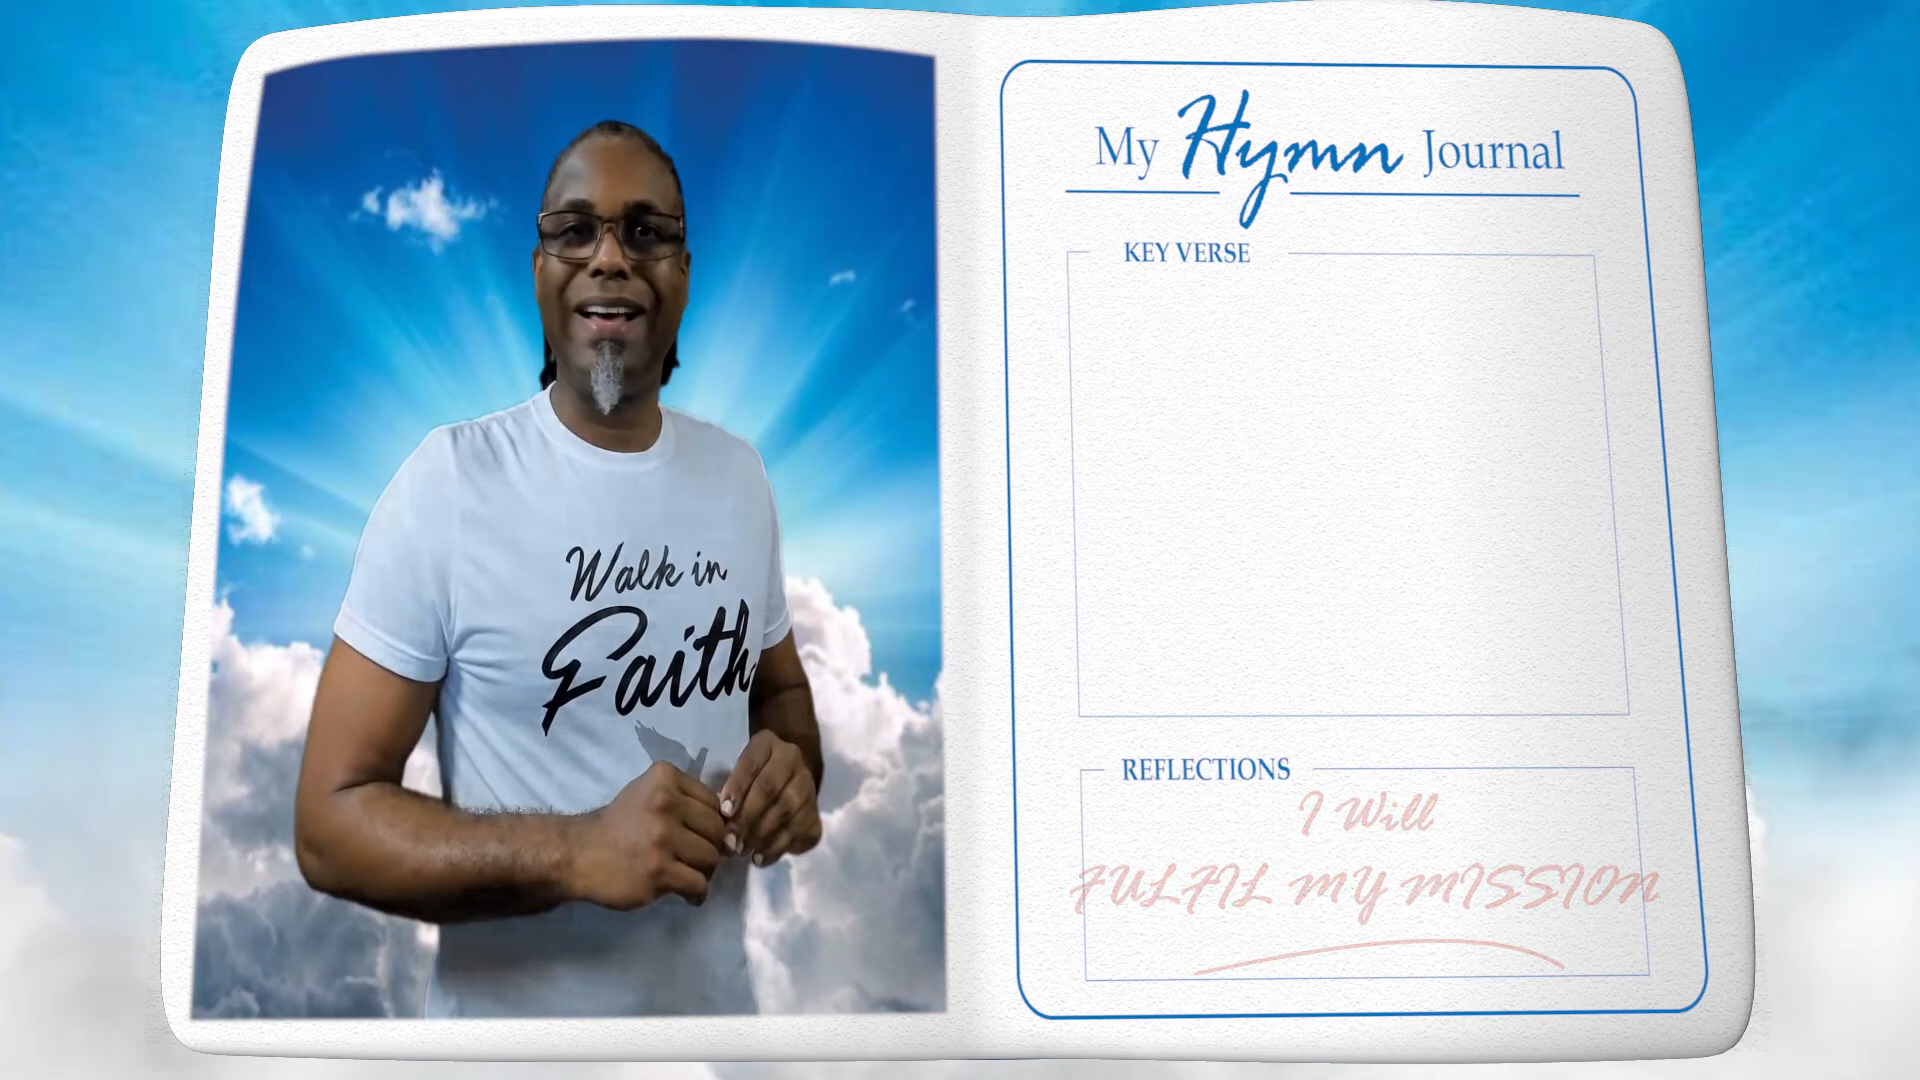 Walk in
Faith
My Hymn Journal
KEY VERSE
REFLECTIONS
I Will
FULFIL MY MISSION